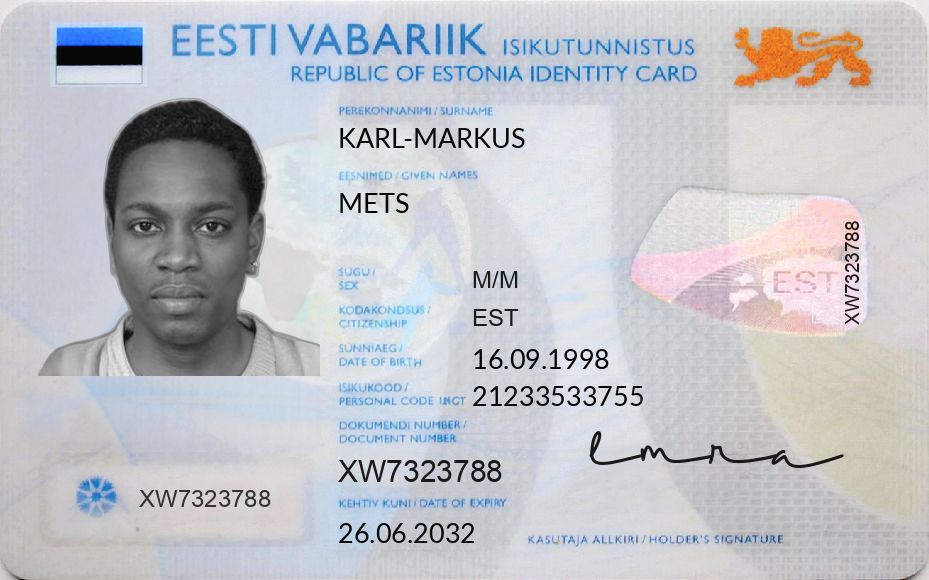 EESTI VABARIIK ISIKUTUNNISTUS
REPUBLIC OF ESTONIA IDENTITY CARD
PEREKONNANIMI / SURNAME
KARL-MARKUS
EESNIMED / GIVEN NAMES
METS
SUGU /
SEX
M/M
KODAKONDSUS /
CITIZENSHIP
EST
SÜNNIAEG /
DATE OF BIRTH
16.09.1998
ISIKUKOOD /
PERSONAL CODE
21233533755
DOKUMENDI NUMBER /
DOCUMENT NUMBER
XW7323788
KEHTIV KUNI / DATE OF EXPIRY
26.06.2032
XW7323788
EST
XW7323788
KASUTAJA ALLKIRI / HOLDER'S SIGNATURE